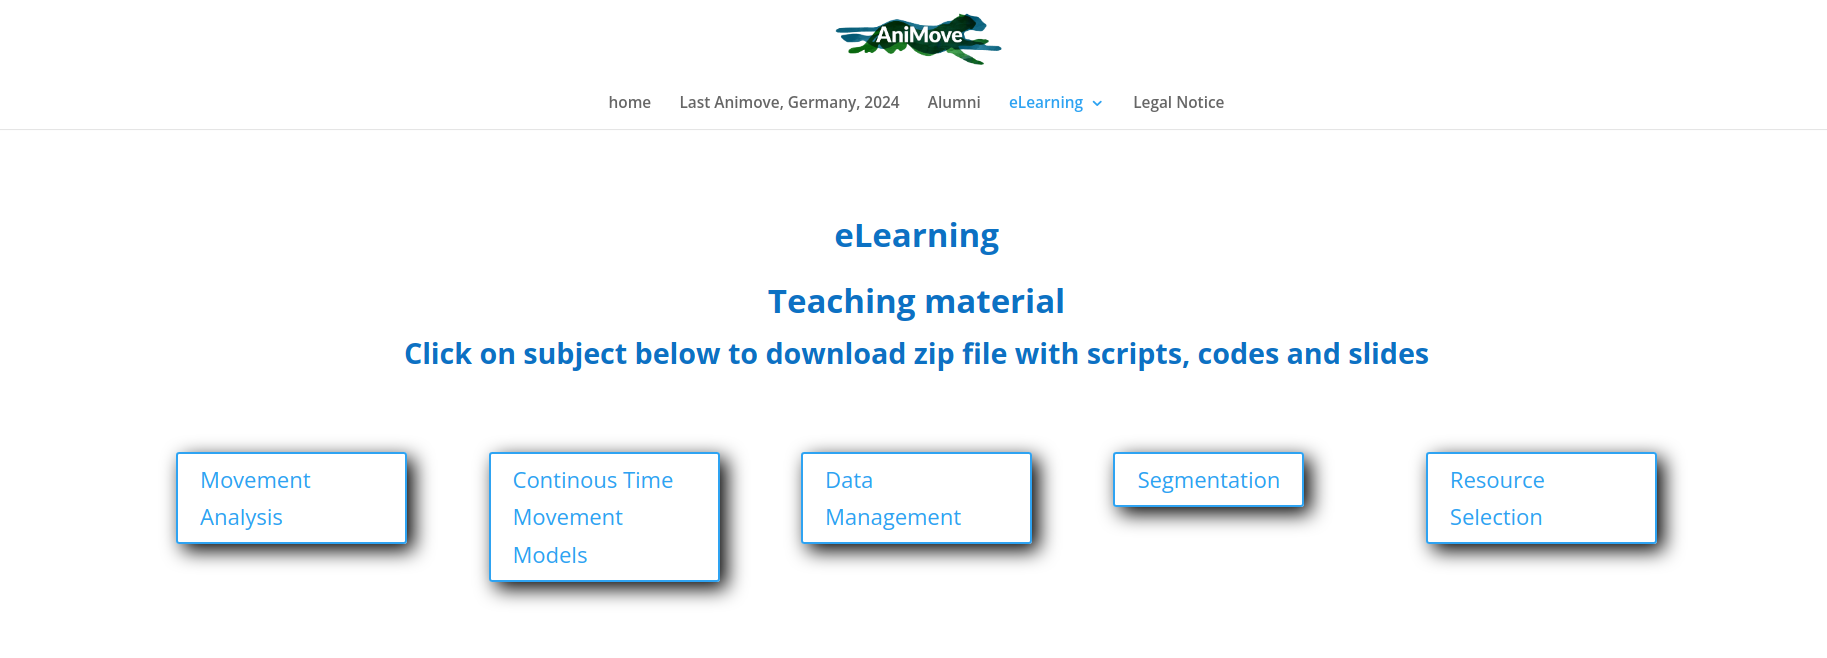 AniMove
home Last Animove, Germany, 2024 Alumni eLearning Legal Notice
eLearning
Teaching material
Click on subject below to download zip file with scripts, codes and slides
Movement
Analysis
Continous Time
Movement
Models
Data
Management
Segmentation
Resource
Selection